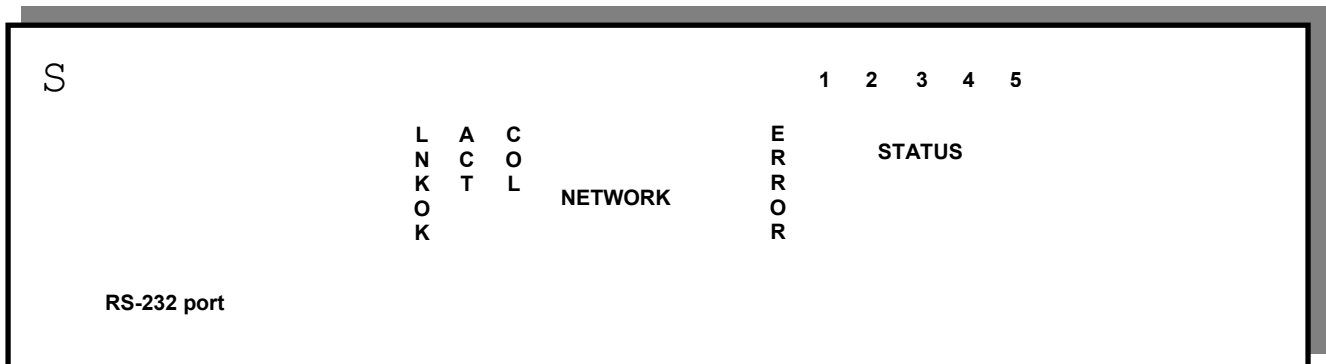 S
1 2 3 4 5
LNKOK
ACT
COL
NETWORK
ERROR
STATUS
RS-232 port